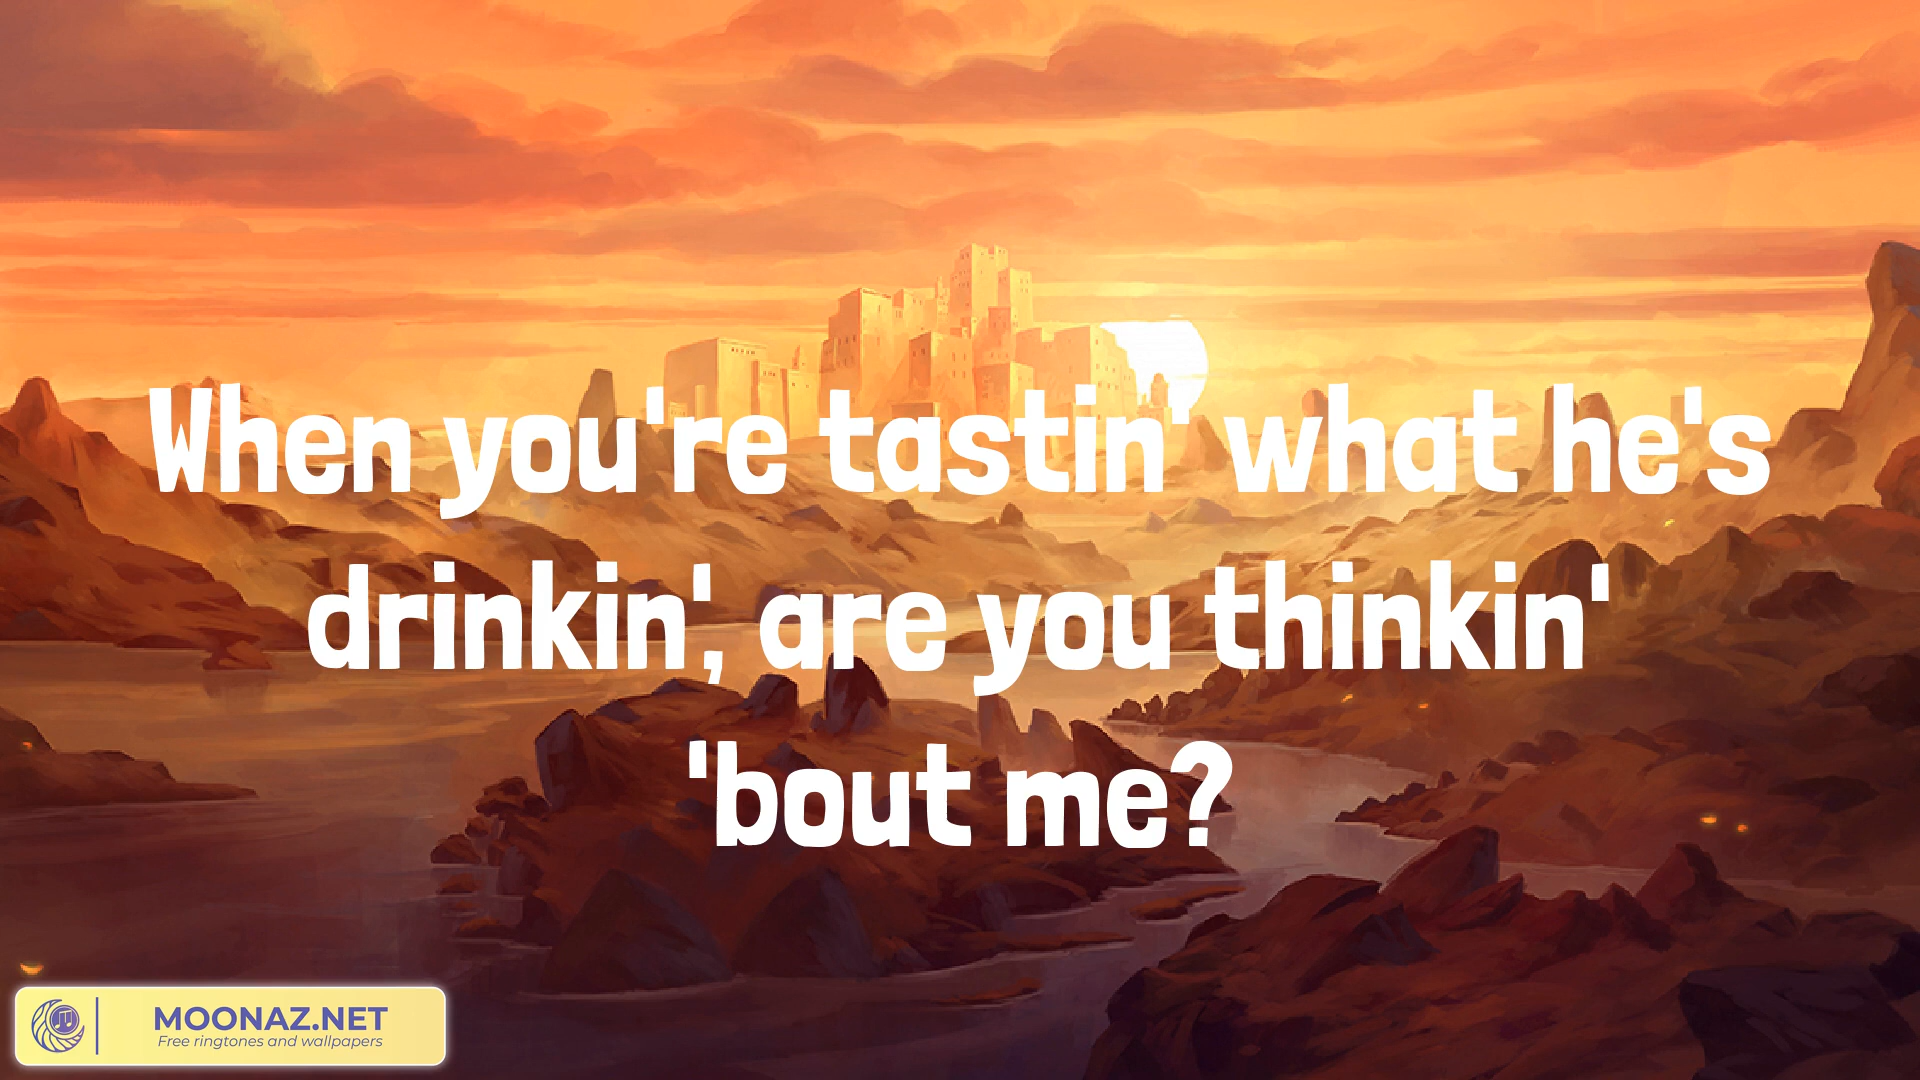 When you're tastin' what he's
drinkin', are you thinkin'
'bout me?
MOONAZ.NET
Free ringtones and wallpapers